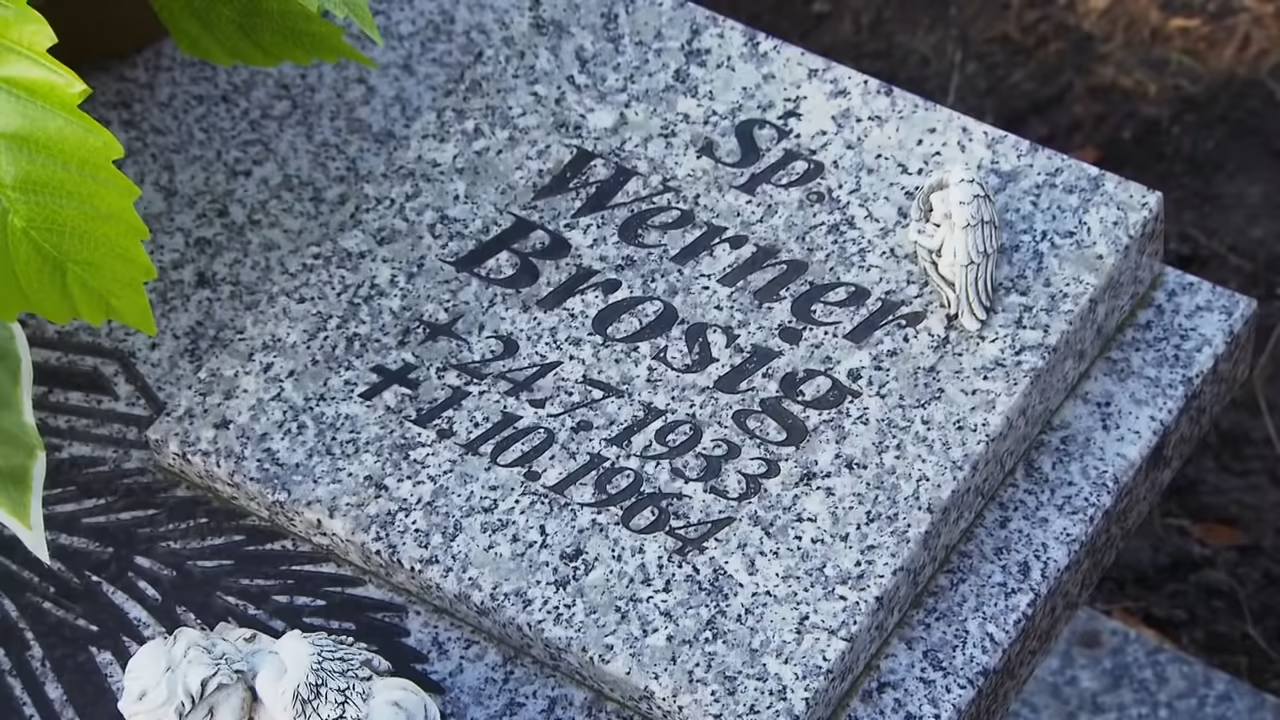 Śp.
Werner
Brosig
✦ 24.7.1933
✝ 1.10.1964